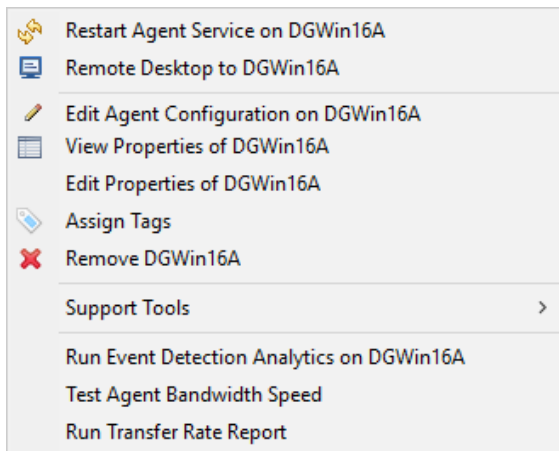 Restart Agent Service on DGWin16A
Remote Desktop to DGWin16A
Edit Agent Configuration on DGWin16A
View Properties of DGWin16A
Edit Properties of DGWin16A
Assign Tags
Remove DGWin16A
Support Tools
Run Event Detection Analytics on DGWin16A
Test Agent Bandwidth Speed
Run Transfer Rate Report